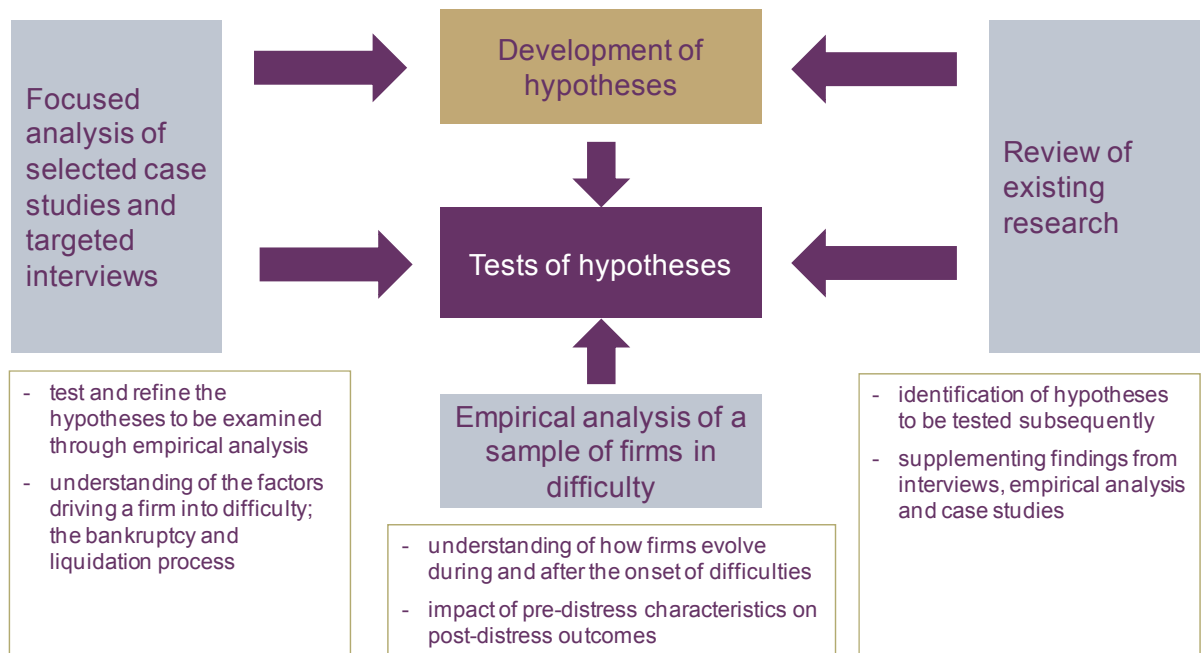 Focused
analysis of
selected case
studies and
targeted
interviews
Development of
hypotheses
Review of
existing
research
Tests of hypotheses
Empirical analysis of a
sample of firms in
difficulty
- test and refine the
hypotheses to be examined
through empirical analysis
- understanding of the factors
driving a firm into difficulty;
the bankruptcy and
liquidation process
- understanding of how firms evolve
during and after the onset of difficulties
- impact of pre-distress characteristics on
post-distress outcomes
- identification of hypotheses
to be tested subsequently
- supplementing findings from
interviews, empirical analysis
and case studies